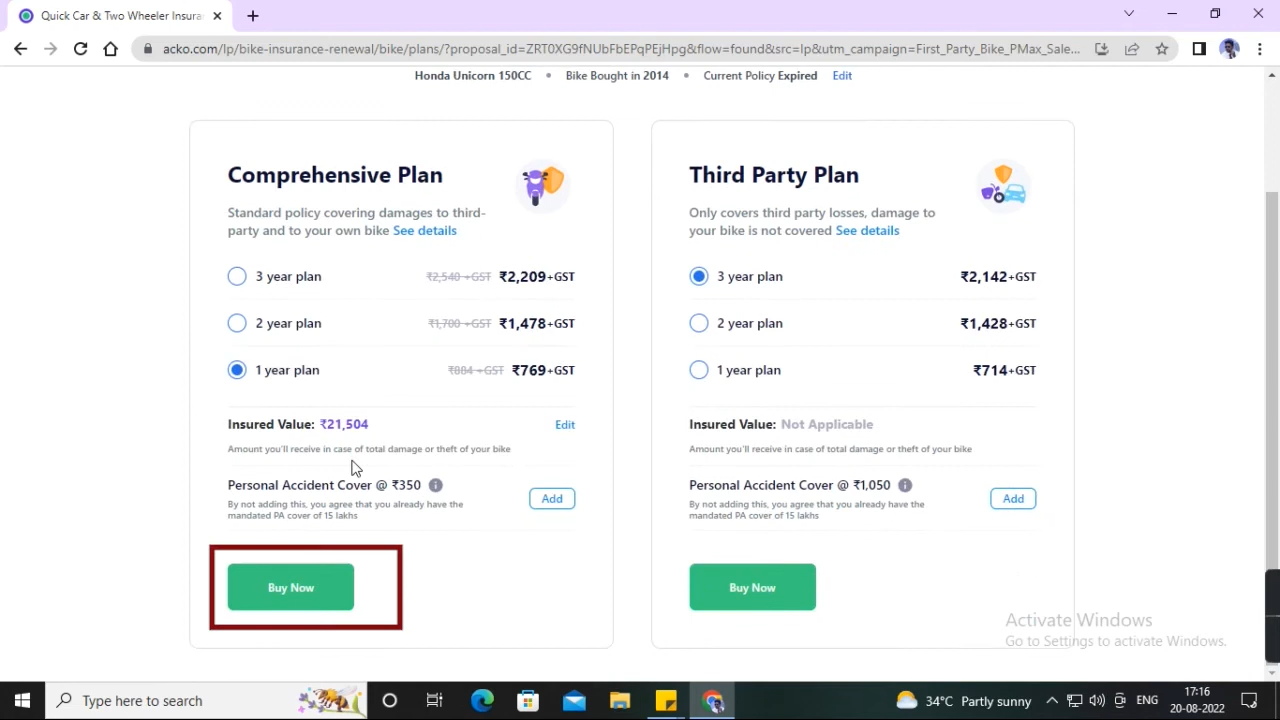 Quick Car & Two Wheeler Insura
acko.com/lp/bike-insurance-renewal/bike/plans/?proposal_id=ZRT0XG9fNUbFbEPqPEjHpg&flow=found&src=lp&utm_campaign=First_Party_Bike_PMax_Sale...
Honda Unicorn 150CC • Bike Bought in 2014 • Current Policy Expired Edit
Comprehensive Plan
Standard policy covering damages to third-
party and to your own bike See details
3 year plan ₹2,540 +GST ₹2,209+GST
2 year plan ₹1,700 +GST ₹1,478+GST
1 year plan ₹884 +GST ₹769+GST
Insured Value: ₹21,504 Edit
Amount you'll receive in case of total damage or theft of your bike
Personal Accident Cover @ ₹350
By not adding this, you agree that you already have the
mandated PA cover of 15 lakhs
Add
Buy Now
Third Party Plan
Only covers third party losses, damage to
your bike is not covered See details
3 year plan ₹2,142+GST
2 year plan ₹1,428+GST
1 year plan ₹714+GST
Insured Value: Not Applicable
Amount you'll receive in case of total damage or theft of your bike
Personal Accident Cover @ ₹1,050
By not adding this, you agree that you already have the
mandated PA cover of 15 lakhs
Add
Buy Now
Activate Windows
Go to Settings to activate Windows.
Type here to search
34°C Partly sunny
ENG
17:16
20-08-2022